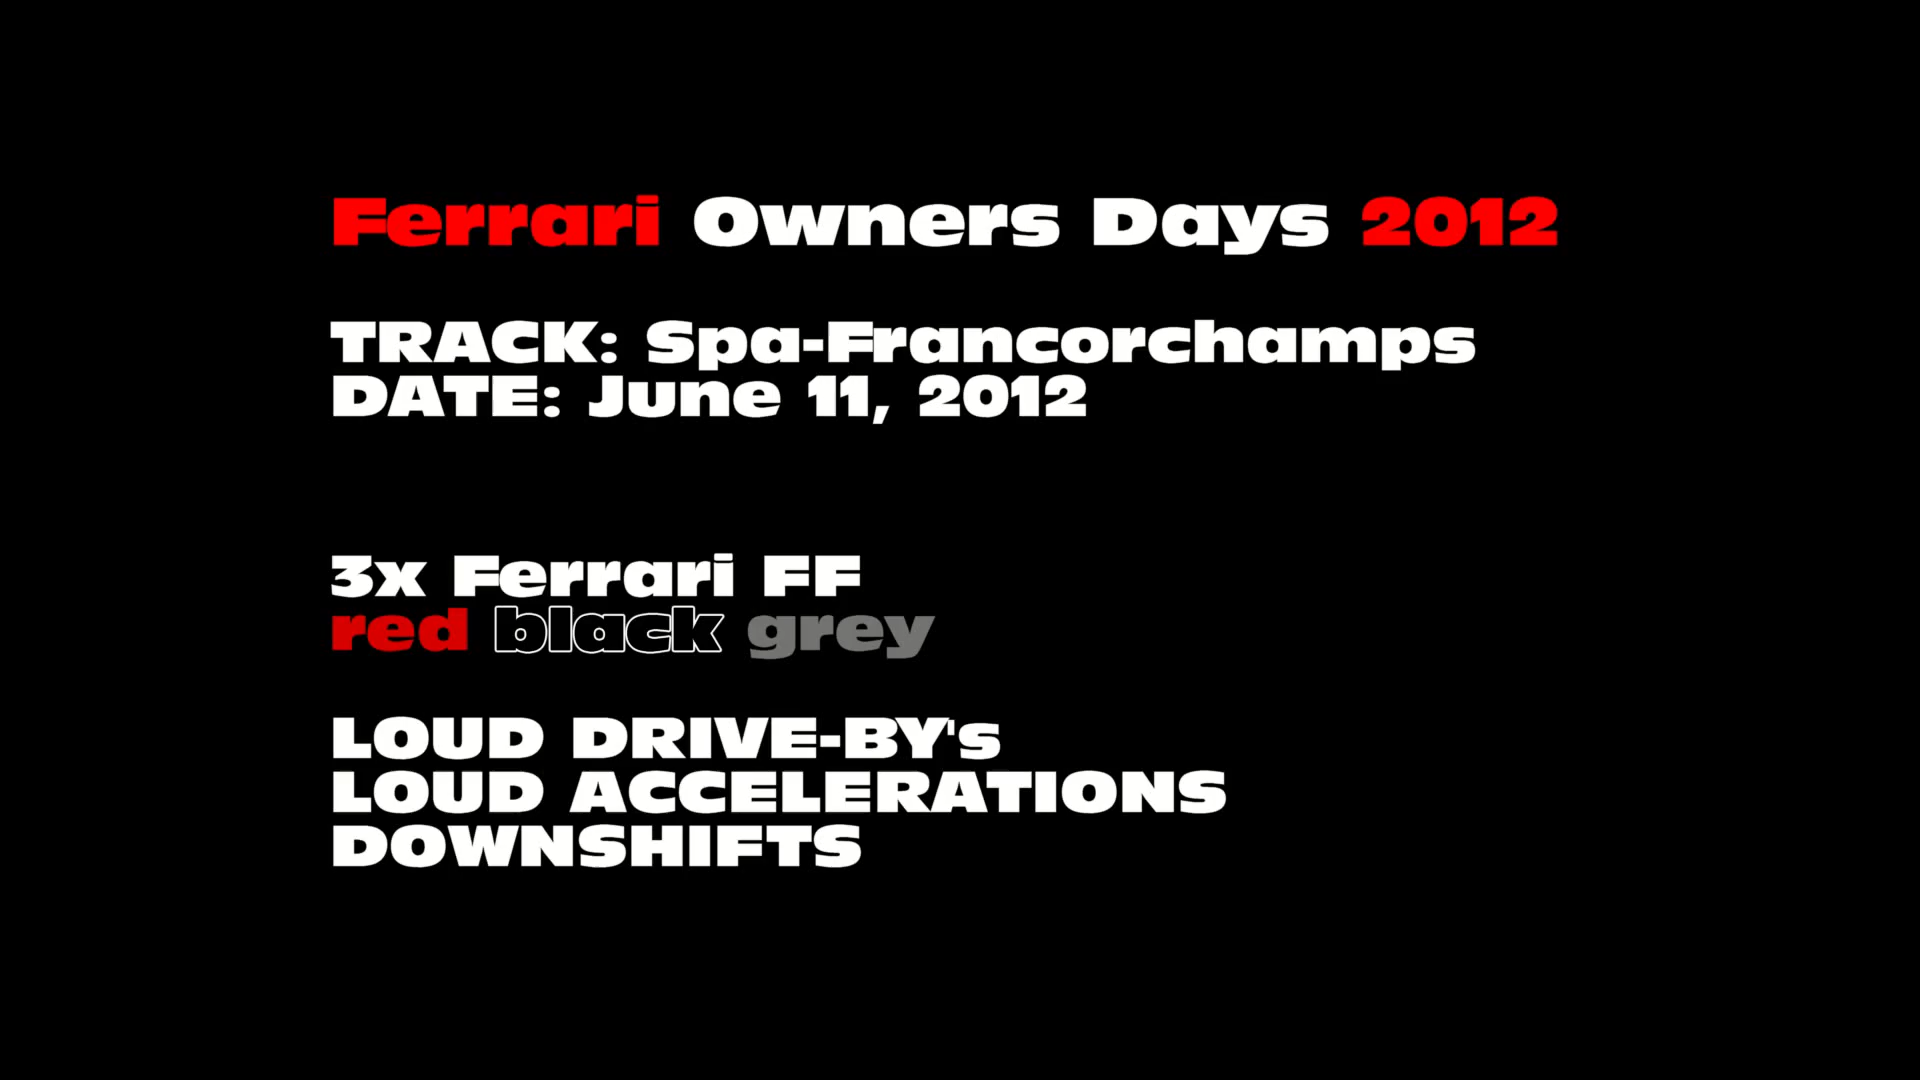 Ferrari Owners Days 2012
TRACK: Spa-Francorchamps
DATE: June 11, 2012
3x Ferrari FF
red black grey
LOUD DRIVE-BY's
LOUD ACCELERATIONS
DOWNSHIFTS